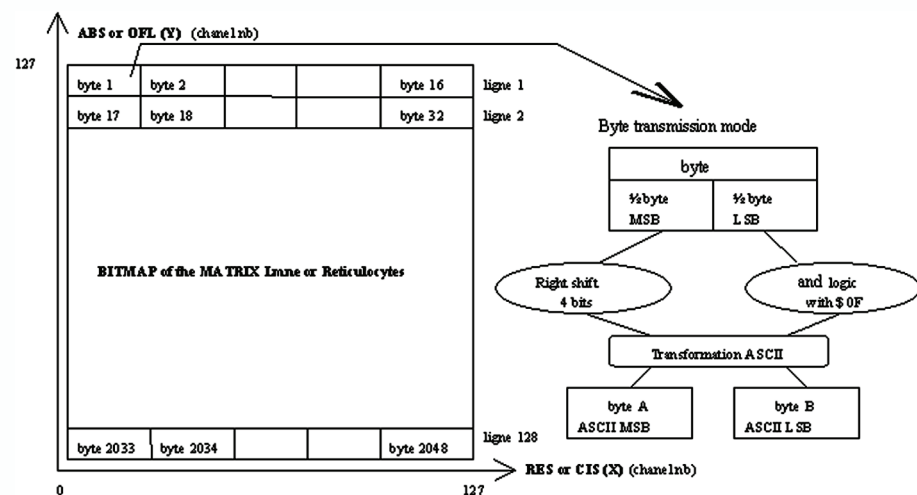 ABS or OFL (Y) (chanel nb)
127
byte 1 byte 2 byte 16 ligne 1
byte 17 byte 18 byte 32 ligne 2
BITMAP of the MATRIX Lmne or Reticulocytes
byte 2033 byte 2034 byte 2048 ligne 128
RES or CIS (X) (chanel nb)
0 127
Byte transmission mode
byte
½ byte ½ byte
MSB LSB
Right shift
4 bits
and logic
with $ 0F
Transformation ASCII
byte A byte B
ASCII MSB ASCII LSB